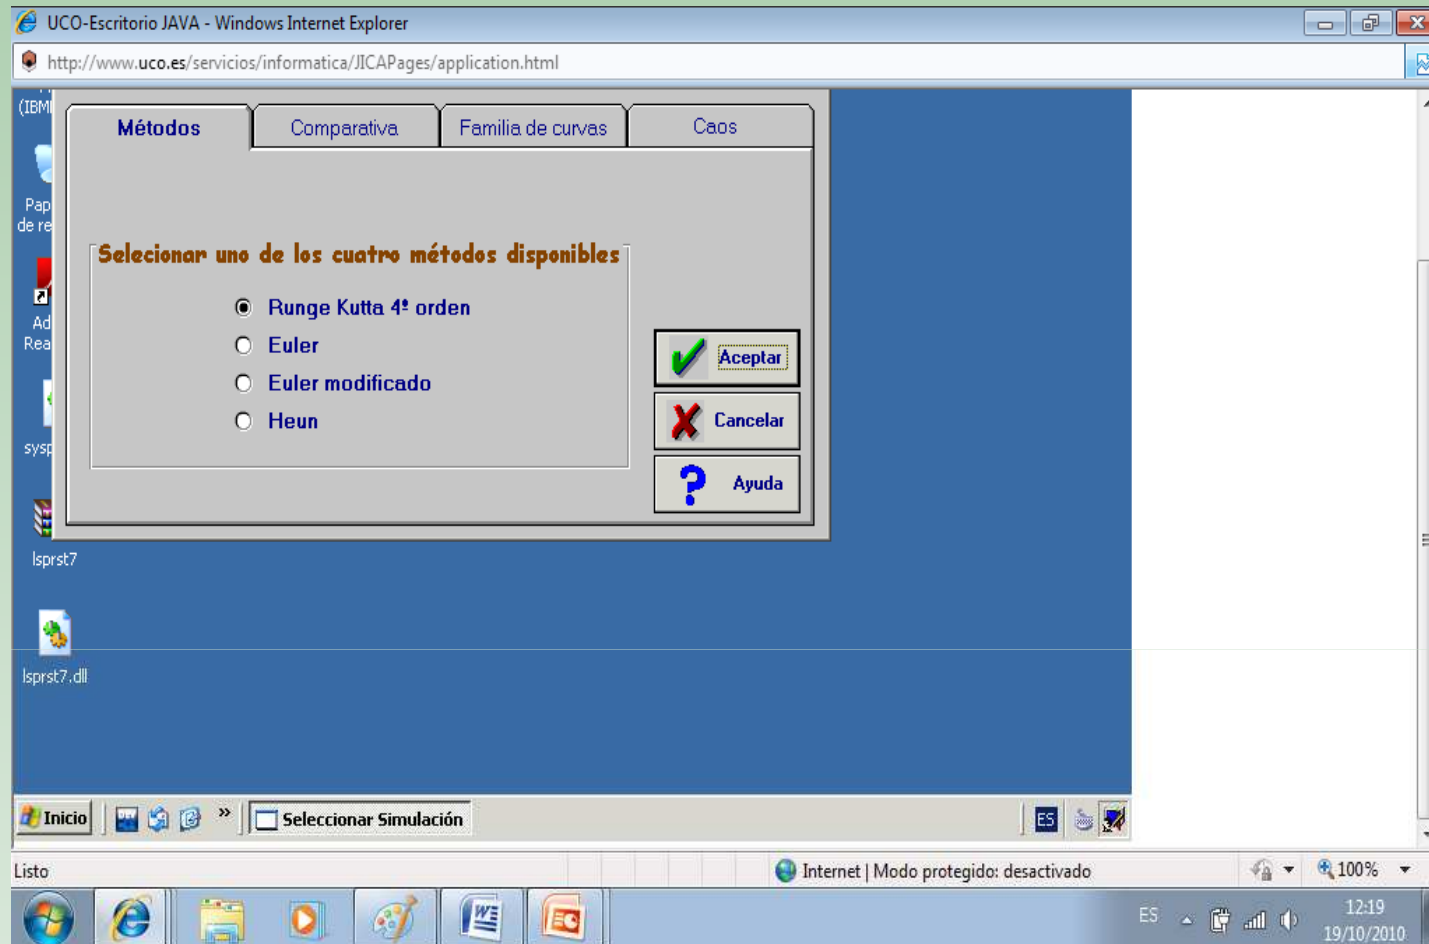 UCO-Escritorio JAVA - Windows Internet Explorer
http://www.uco.es/servicios/informatica/JICAPages/application.html
(IBM
Métodos
Comparativa
Familia de curvas
Caos
Pap
de re
Selecionar uno de los cuatro métodos disponibles
Runge Kutta 4º orden
Ad
Rea
Euler
Aceptar
Euler modificado
Heun
Cancelar
sysp
Ayuda
lsprst7
lsprst7.dll
Inicio
»
Seleccionar Simulación
ES
Listo
Internet | Modo protegido: desactivado
100%
ES
12:19
19/10/2010